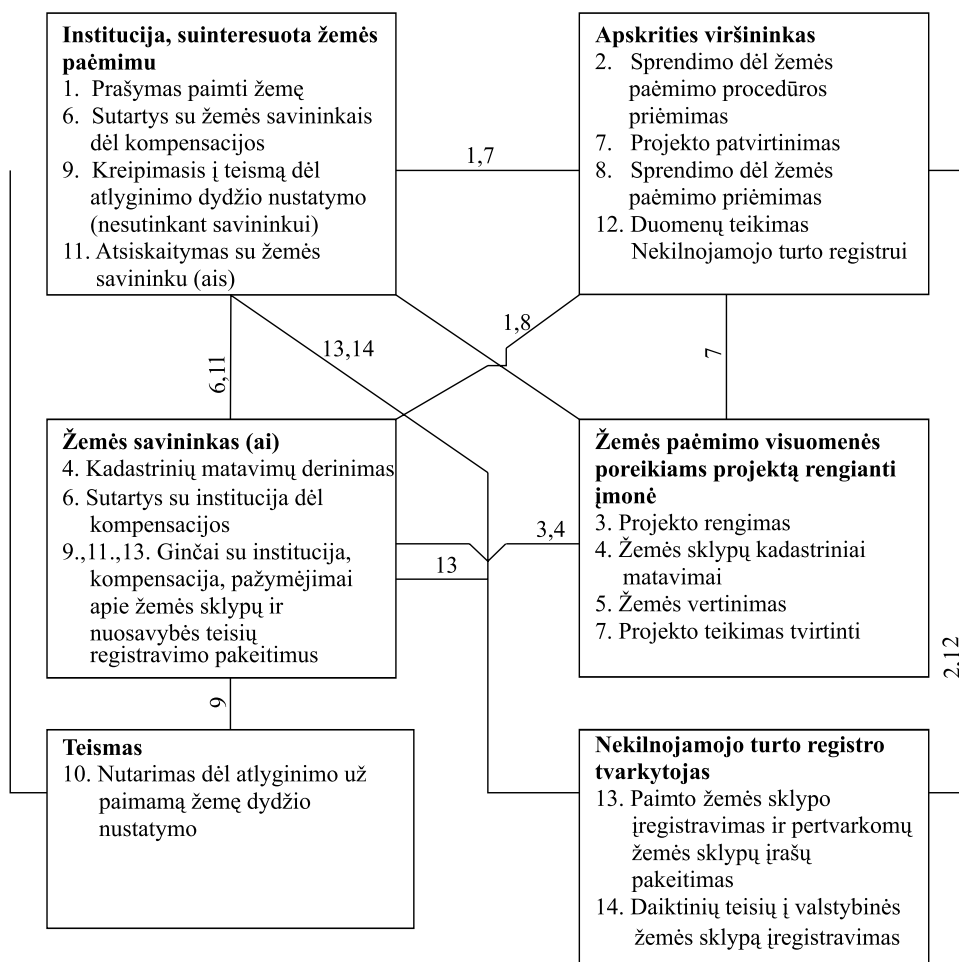 Institucija, suinteresuota žemės
paėmimu
1. Prašymas paimti žemę
6. Sutartys su žemės savininkais
dėl kompensacijos
9. Kreipimasis į teismą dėl
atlyginimo dydžio nustatymo
(nesutinkant savininkui)
11. Atsiskaitymas su žemės
savininku (ais)
1,7
Apskrities viršininkas
2. Sprendimo dėl žemės
paėmimo procedūros
priėmimas
7. Projekto patvirtinimas
8. Sprendimo dėl žemės
paėmimo priėmimas
12. Duomenų teikimas
Nekilnojamojo turto registrui
6,11
13,14
1,8
7
Žemės savininkas (ai)
4. Kadastrinių matavimų derinimas
6. Sutartys su institucija dėl
kompensacijos
9.,11.,13. Ginčai su institucija,
kompensacija, pažymėjimai
apie žemės sklypų ir
nuosavybės teisių
registravimo pakeitimus
3,4
13
Žemės paėmimo visuomenės
poreikiams projektą rengianti
įmonė
3. Projekto rengimas
4. Žemės sklypų kadastriniai
matavimai
5. Žemės vertinimas
7. Projekto teikimas tvirtinti
2,12
9
Teismas
10. Nutarimas dėl atlyginimo už
paimamą žemę dydžio
nustatymo
Nekilnojamojo turto registro
tvarkytojas
13. Paimto žemės sklypo
įregistravimas ir pertvarkomų
žemės sklypų įrašų
pakeitimas
14. Daiktinių teisių į valstybinės
žemės sklypą įregistravimas